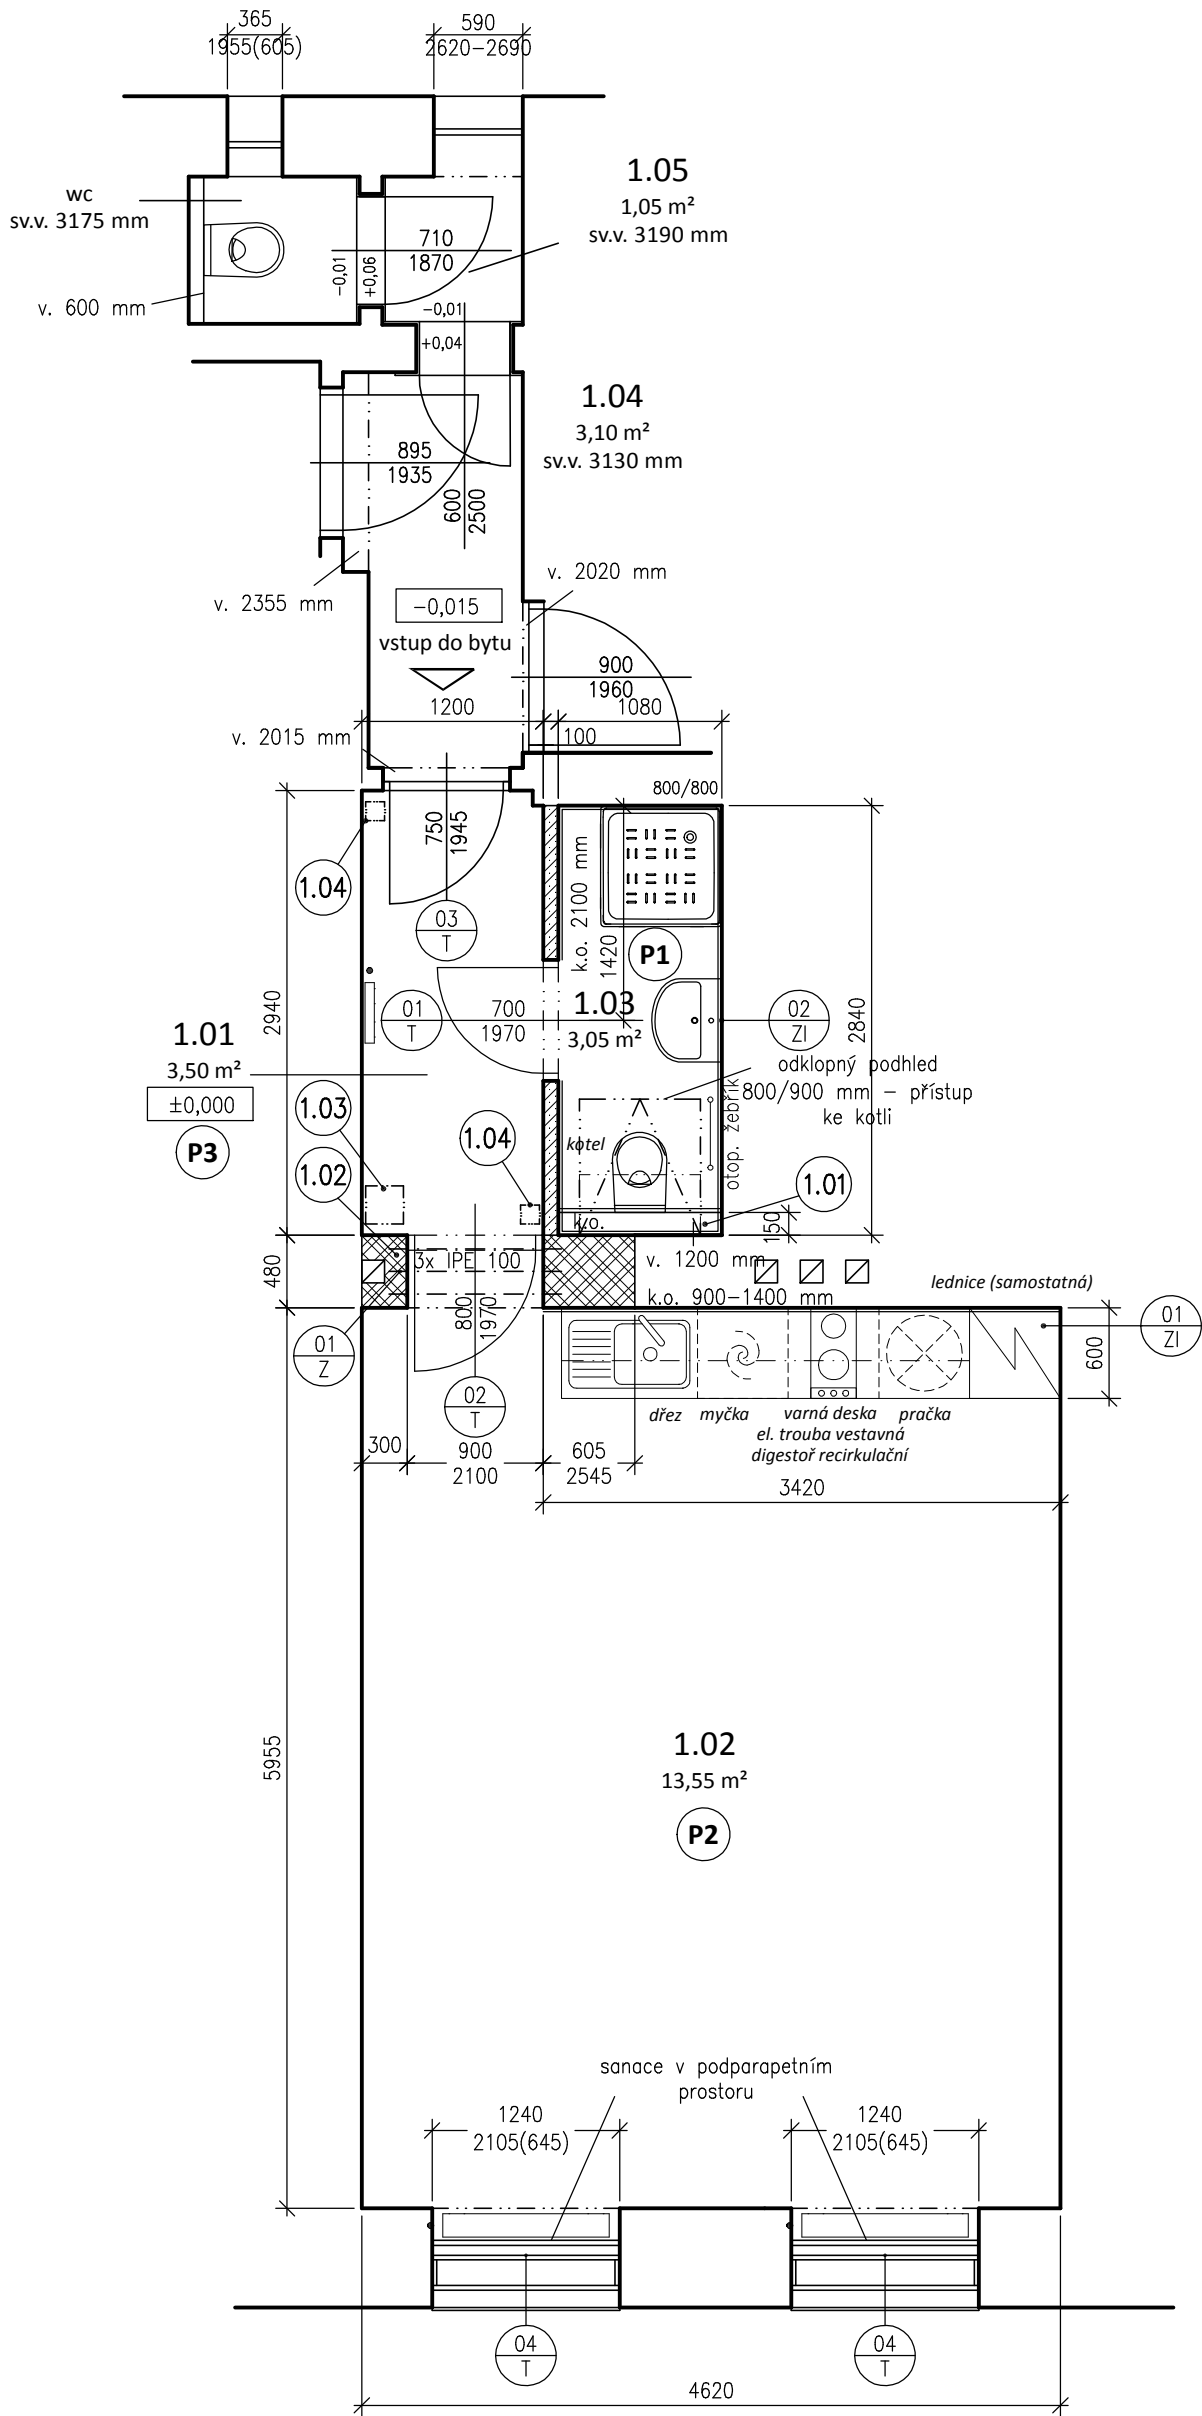 365
1955(605)
590
2620-2690
1.05
1,05 m²
sv.v. 3190 mm
wc
sv.v. 3175 mm
710
1870
-0,01
+0,06
v. 600 mm
-0,01
+0,04
1.04
3,10 m²
sv.v. 3130 mm
895
1935
600
2500
v. 2020 mm
v. 2355 mm
-0,015
vstup do bytu
900
1960
1200
1080
100
v. 2015 mm
800/800
750
1945
k.o. 2100 mm
1420
1.04
03
T
P1
2940
2840
01
T
700
1970
1.03
3,05 m²
02
ZI
1.01
3,50 m²
±0,000
P3
odklopný podhled
800/900 mm – přístup
ke kotli
1.03
1.04
kotel
otop. žebřík
1.02
1.01
k.o.
150
480
3x IPE 100
v. 1200 mm
k.o. 900-1400 mm
lednice (samostatná)
800
1970
01
Z
01
ZI
600
02
T
dřez
myčka
varná deska
pračka
el. trouba vestavná
digestoř recirkulační
300
900
2100
605
2545
3420
5955
1.02
13,55 m²
P2
sanace v podparapetním
prostoru
1240
2105(645)
1240
2105(645)
04
T
04
T
4620